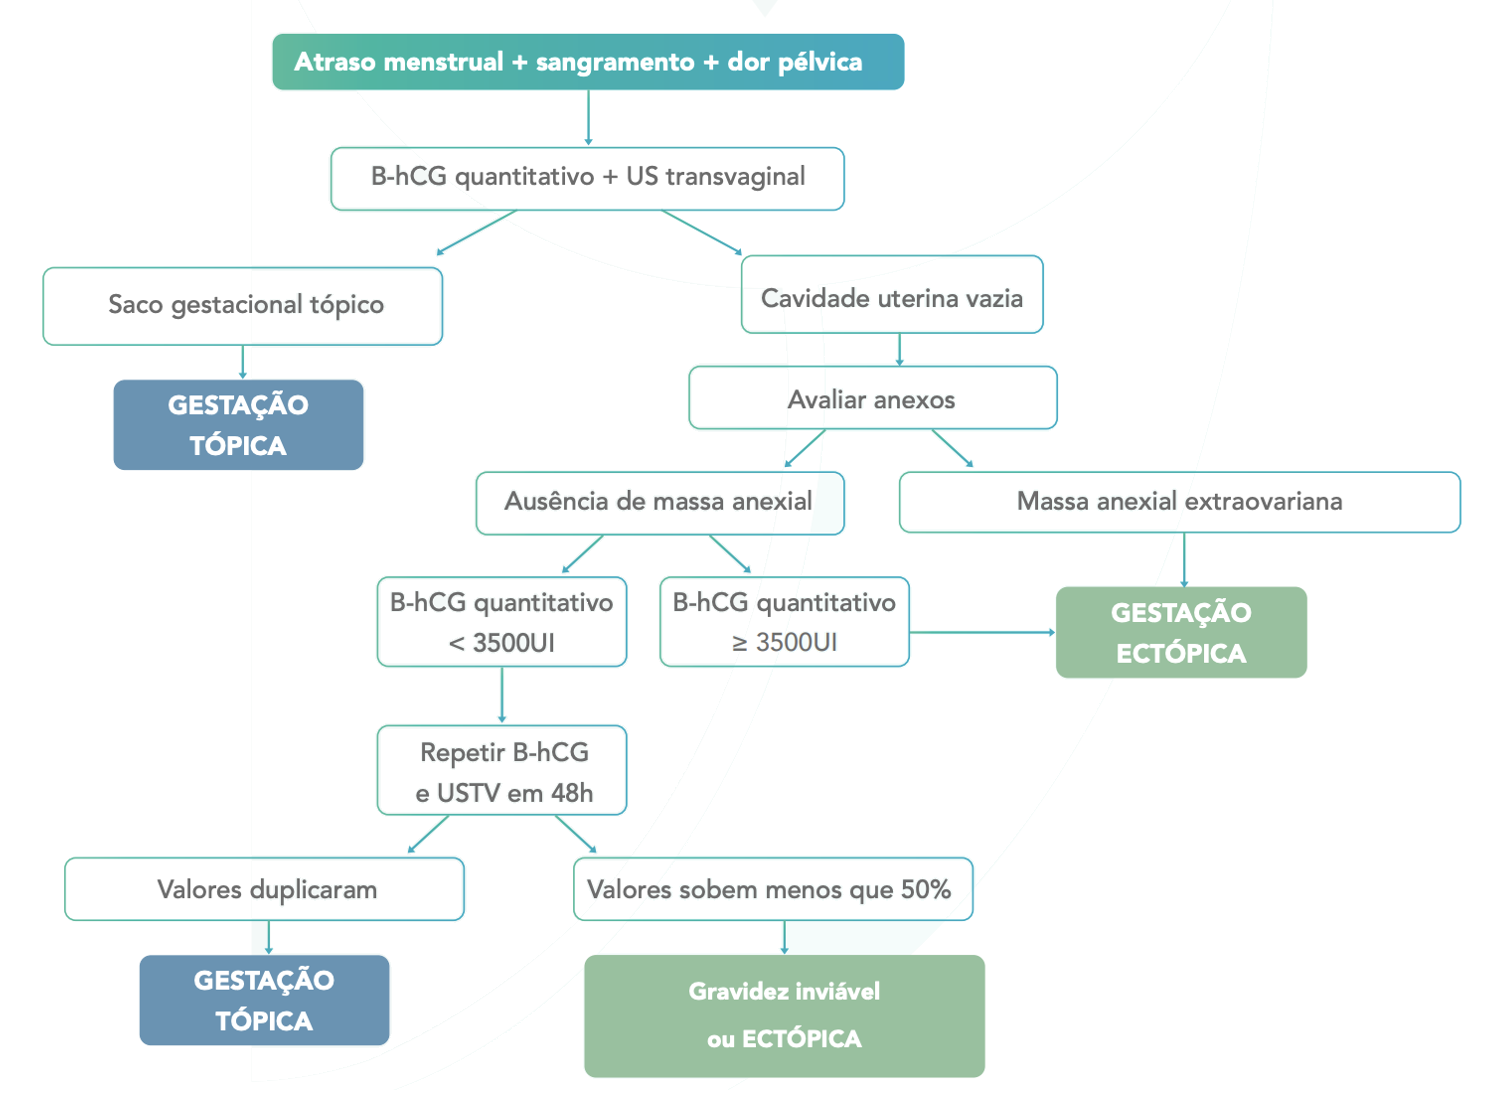 Atraso menstrual + sangramento + dor pélvica
B-hCG quantitativo + US transvaginal
Saco gestacional tópico
Cavidade uterina vazia
GESTAÇÃO
TÓPICA
Avaliar anexos
Ausência de massa anexial
Massa anexial extraovariana
B-hCG quantitativo
< 3500UI
B-hCG quantitativo
≥ 3500UI
GESTAÇÃO
ECTÓPICA
Repetir B-hCG
e USTV em 48h
Valores duplicaram
Valores sobem menos que 50%
GESTAÇÃO
TÓPICA
Gravidez inviável
ou ECTÓPICA